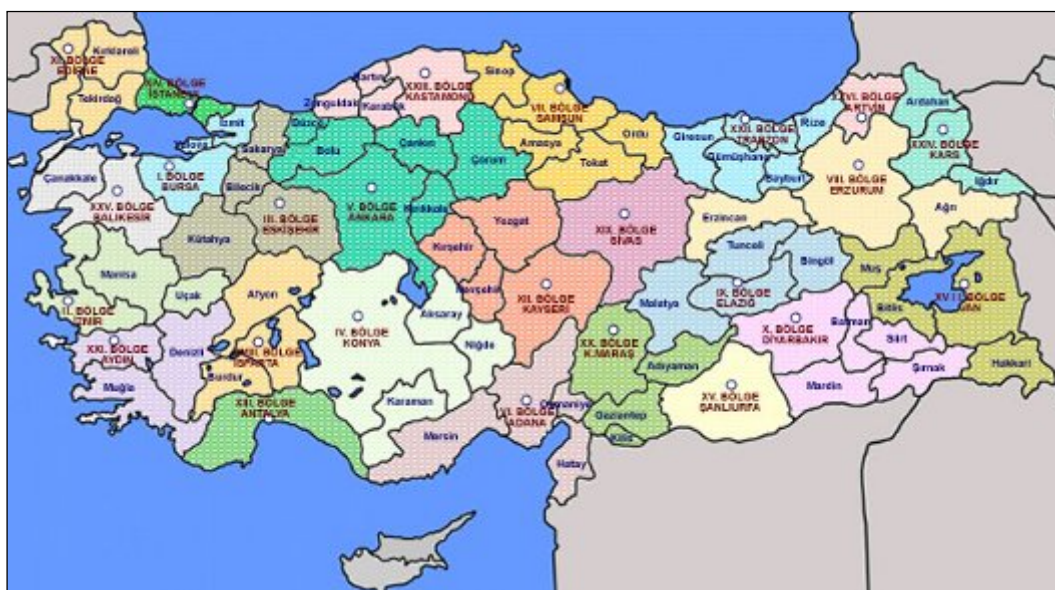 Kırklareli
XI. BÖLGE
EDİRNE
Tekirdağ
XIV. BÖLGE
İSTANBUL
Bartın
Zonguldak
Karabük
XXIII. BÖLGE
KASTAMONU
Sinop
VII. BÖLGE
SAMSUN
XXVI. BÖLGE
ARTVİN
Ardahan
İzmit
Yalova
Sakarya
Düzce
Bolu
Çankırı
Çorum
Amasya
Tokat
Ordu
Giresun
XXII. BÖLGE
TRABZON
Rize
Gümüşhane
Bayburt
XXIV. BÖLGE
KARS
Iğdır
Çanakkale
I. BÖLGE
BURSA
Bilecik
XXV. BÖLGE
BALIKESİR
III. BÖLGE
ESKİŞEHİR
V. BÖLGE
ANKARA
Kırıkkale
Yozgat
XIX. BÖLGE
SİVAS
Erzincan
VIII. BÖLGE
ERZURUM
Ağrı
Kütahya
Kırşehir
Tunceli
Bingöl
Muş
Manisa
Uşak
Afyon
Nevşehir
XII. BÖLGE
KAYSERİ
Malatya
IX. BÖLGE
ELAZIĞ
Bitlis
BÖLGE
VAN
II. BÖLGE
İZMİR
IV. BÖLGE
KONYA
Aksaray
Niğde
XX. BÖLGE
K.MARAŞ
Adıyaman
X. BÖLGE
DİYARBAKIR
Batman
Siirt
Şırnak
Hakkari
XXI. BÖLGE
AYDIN
Denizli
BÖLGE
ISPARTA
Burdur
Muğla
XIII. BÖLGE
ANTALYA
Karaman
Mersin
VI. BÖLGE
ADANA
Osmaniye
Gaziantep
Kilis
Hatay
XV. BÖLGE
ŞANLIURFA
Mardin